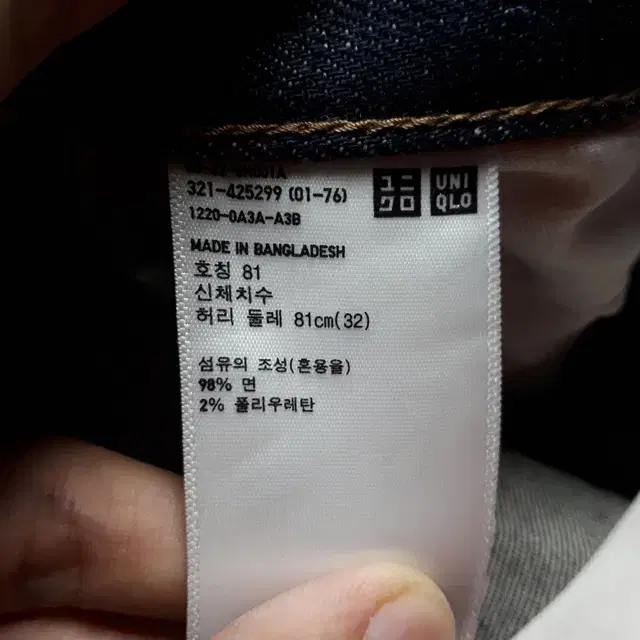 321-425299 (01-76)
1220-0A3A-A3B
ユニ
クロ
UNI
QLO
MADE IN BANGLADESH
호칭 81
신체치수
허리 둘레 81cm(32)
섬유의 조성(혼용율)
98% 면
2% 폴리우레탄